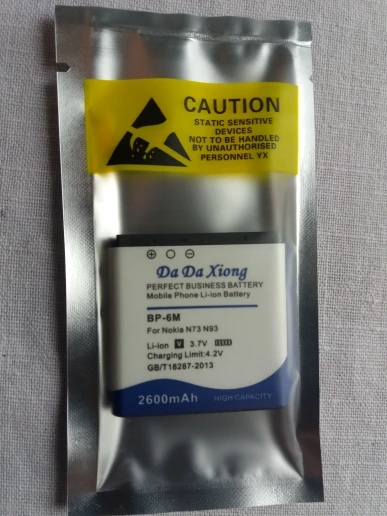 CAUTION
STATIC SENSITIVE
DEVICES
NOT TO BE HANDLED
BY UNAUTHORISED
PERSONNEL YX
Da Da Xiong
PERFECT BUSINESS BATTERY
Mobile Phone Li-ion Battery
BP-6M
For Nokia N73 N93
Li-ion V 3.7V
Charging Limit:4.2V
GB/T18287-2013
2600mAh HIGH CAPACITY